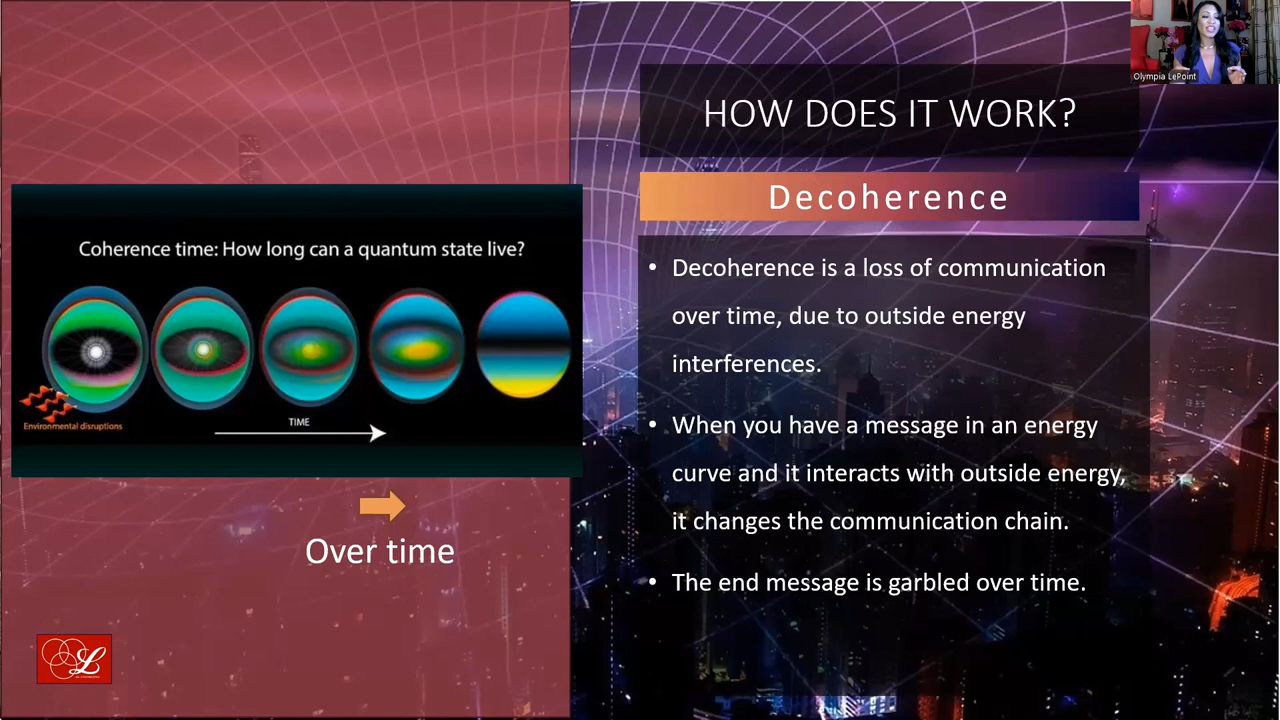 Olympia LePoint
HOW DOES IT WORK?
Decoherence
Coherence time: How long can a quantum state live?
Environmental disruptions
TIME
Over time
• Decoherence is a loss of communication
over time, due to outside energy
interferences.
• When you have a message in an energy
curve and it interacts with outside energy,
it changes the communication chain.
• The end message is garbled over time.
L